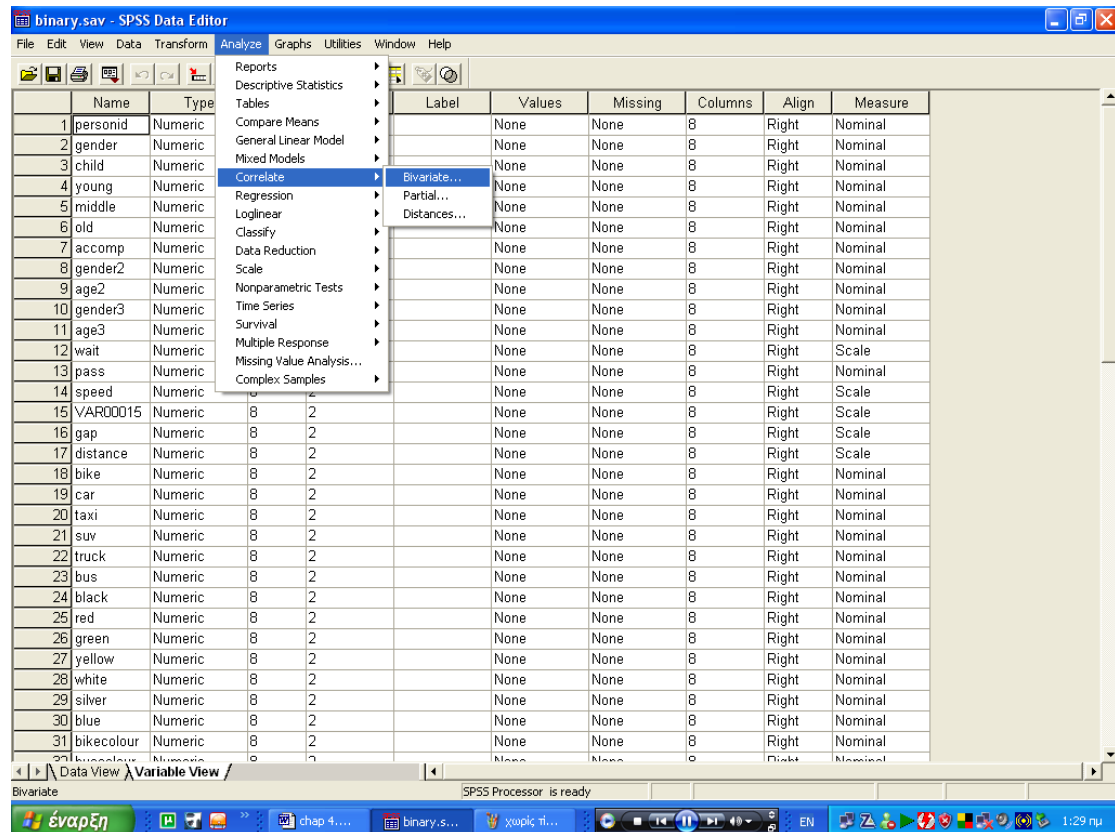 binary.sav - SPSS Data Editor
File Edit View Data Transform Analyze Graphs Utilities Window Help
Reports
Descriptive Statistics
Tables
Compare Means
General Linear Model
Mixed Models
Correlate
Regression
Loglinear
Classify
Data Reduction
Scale
Nonparametric Tests
Time Series
Survival
Multiple Response
Missing Value Analysis...
Complex Samples
Bivariate...
Partial...
Distances...
Name Type Label Values Missing Columns Align Measure
1 personid Numeric None None 8 Right Nominal
2 gender Numeric None None 8 Right Nominal
3 child Numeric None None 8 Right Nominal
4 young Numeric None None 8 Right Nominal
5 middle Numeric None None 8 Right Nominal
6 old Numeric None None 8 Right Nominal
7 accomp Numeric None None 8 Right Nominal
8 gender2 Numeric None None 8 Right Nominal
9 age2 Numeric None None 8 Right Nominal
10 gender3 Numeric None None 8 Right Nominal
11 age3 Numeric None None 8 Right Nominal
12 wait Numeric None None 8 Right Scale
13 pass Numeric None None 8 Right Nominal
14 speed Numeric 8 2 None None 8 Right Scale
15 VAR00015 Numeric 8 2 None None 8 Right Scale
16 gap Numeric 8 2 None None 8 Right Scale
17 distance Numeric 8 2 None None 8 Right Scale
18 bike Numeric 8 2 None None 8 Right Nominal
19 car Numeric 8 2 None None 8 Right Nominal
20 taxi Numeric 8 2 None None 8 Right Nominal
21 suv Numeric 8 2 None None 8 Right Nominal
22 truck Numeric 8 2 None None 8 Right Nominal
23 bus Numeric 8 2 None None 8 Right Nominal
24 black Numeric 8 2 None None 8 Right Nominal
25 red Numeric 8 2 None None 8 Right Nominal
26 green Numeric 8 2 None None 8 Right Nominal
27 yellow Numeric 8 2 None None 8 Right Nominal
28 white Numeric 8 2 None None 8 Right Nominal
29 silver Numeric 8 2 None None 8 Right Nominal
30 blue Numeric 8 2 None None 8 Right Nominal
31 bikecolour Numeric 8 2 None None 8 Right Nominal
Data View Variable View
Bivariate SPSS Processor is ready
έναρξη chap 4.... binary.s... χωρίς τί... EN 1:29 πμ